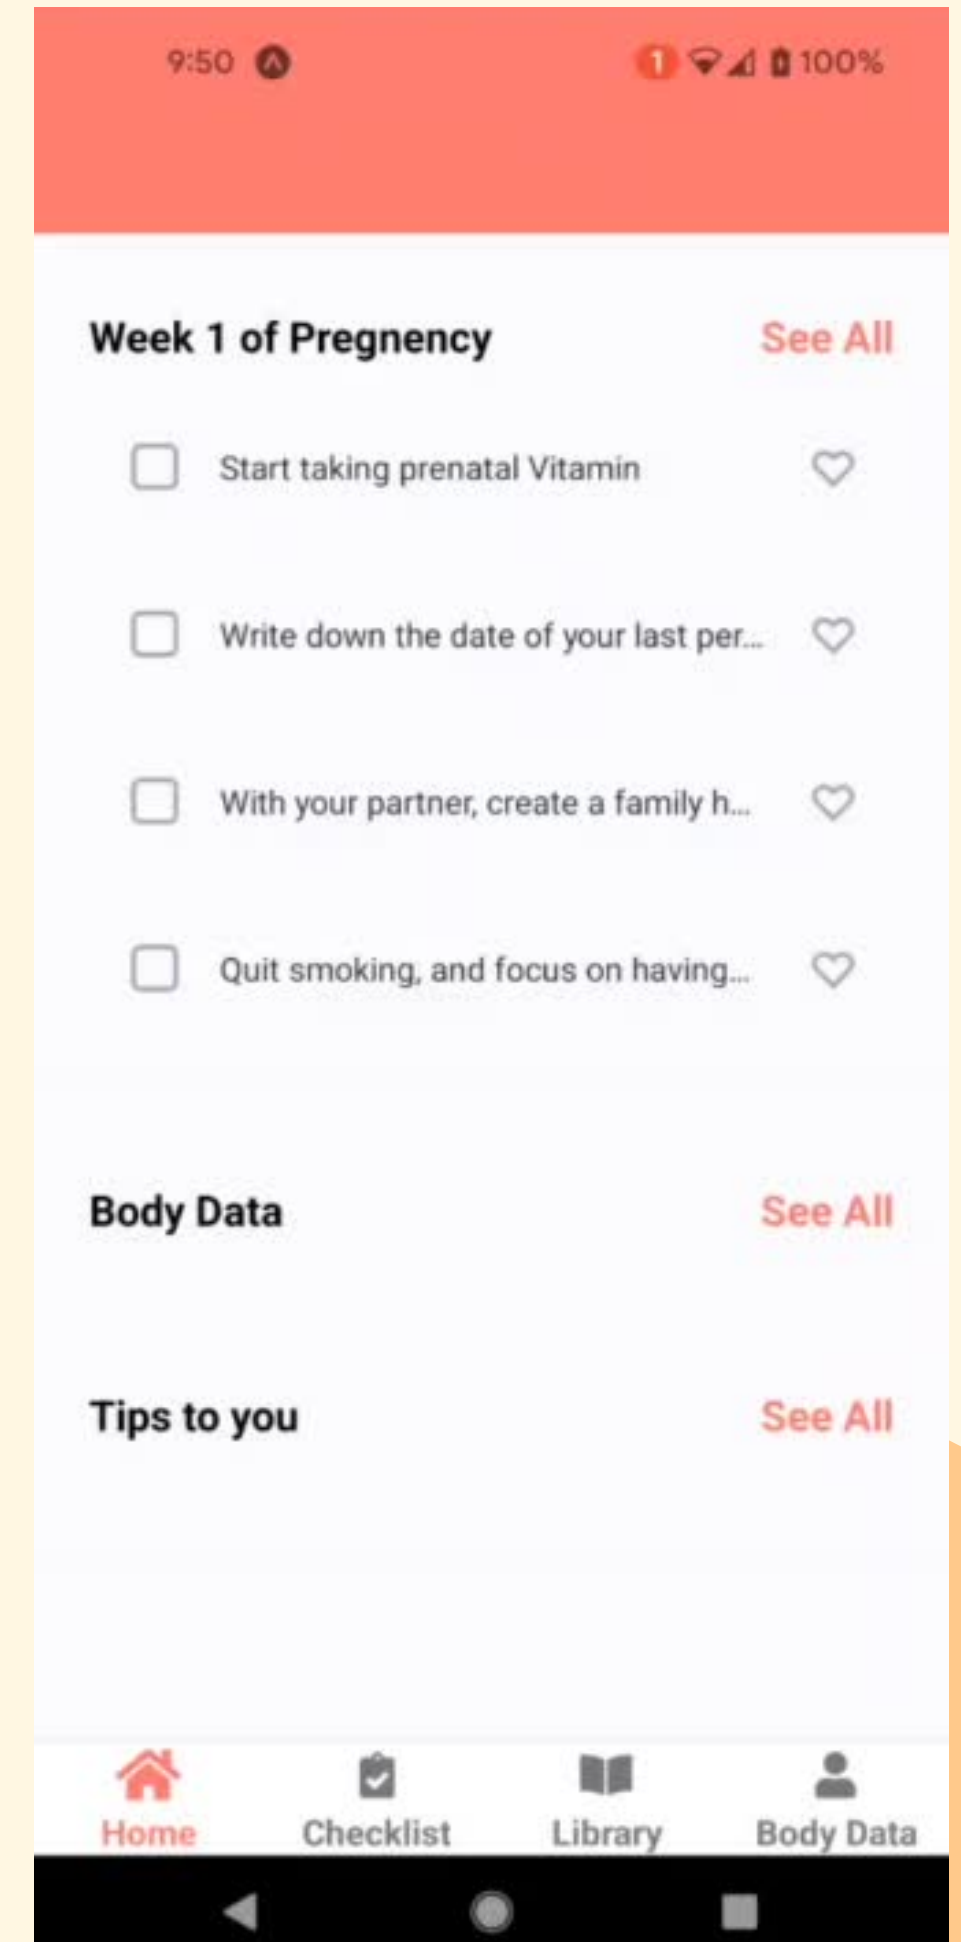 9:50 1 100%
Week 1 of Pregnency See All
Start taking prenatal Vitamin
Write down the date of your last per...
With your partner, create a family h...
Quit smoking, and focus on having...
Body Data See All
Tips to you See All
Home Checklist Library Body Data